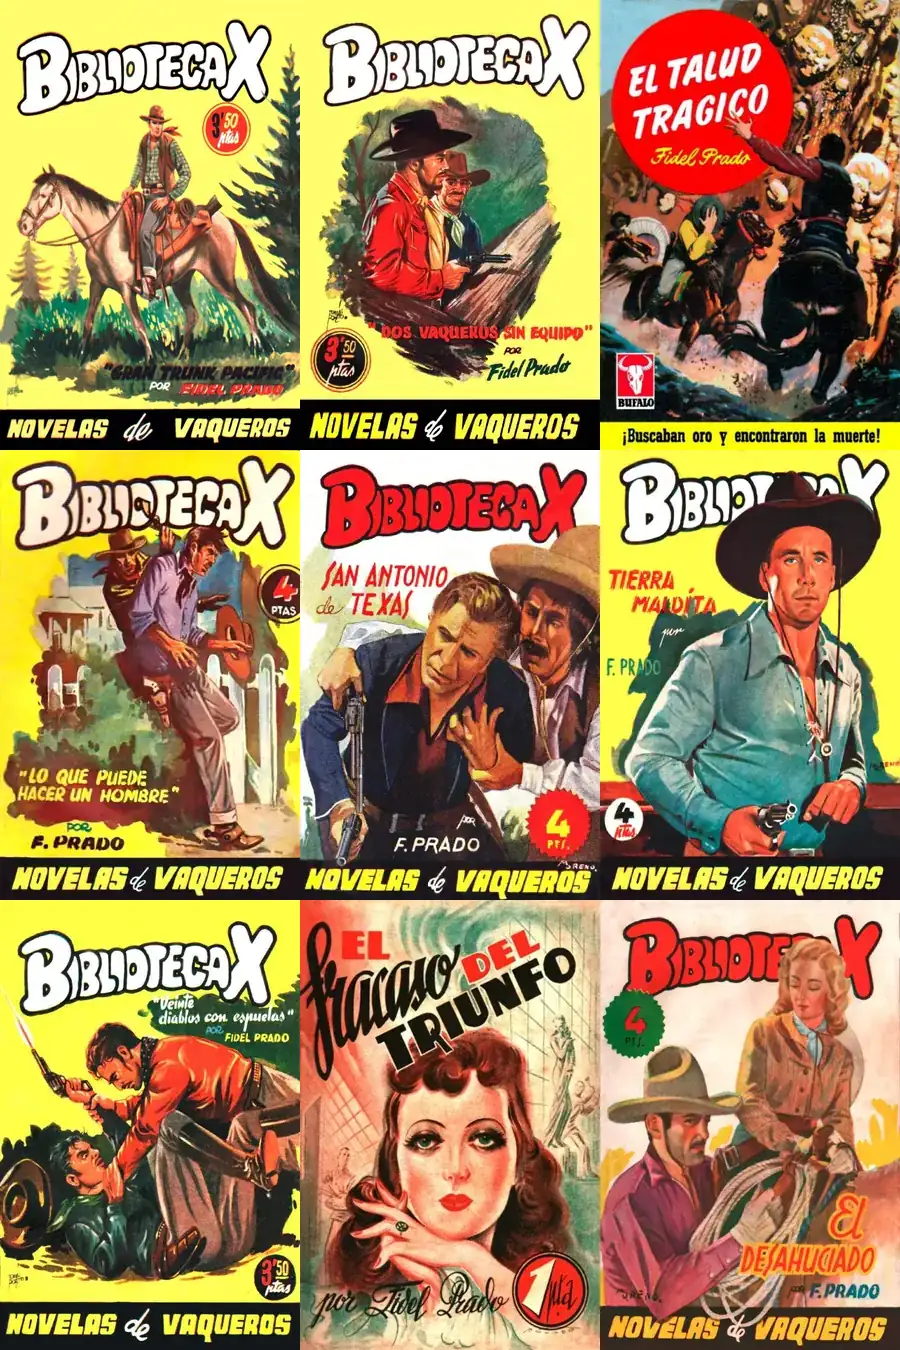 BIBLIOTECA X
3'50
ptas
"GRAN TRUNK PACIFIC"
POR FIDEL PRADO
NOVELAS de VAQUEROS
BIBLIOTECA X
"DOS VAQUEROS SIN EQUIPO"
POR
Fidel Prado
3'50
ptas
NOVELAS de VAQUEROS
EL TALUD
TRAGICO
Fidel Prado
BUFALO
¡Buscaban oro y encontraron la muerte!
BIBLIOTECA X
4
PTAS
"LO QUE PUEDE
HACER UN HOMBRE"
POR
F. PRADO
NOVELAS de VAQUEROS
BIBLIOTECA X
SAN ANTONIO
de TEXAS
por
F. PRADO
4
PTS.
MORENO.
NOVELAS de VAQUEROS
BIBLIOTECA X
TIERRA
MALDITA
por
F. PRADO
MORENO
4
Ptas
NOVELAS de VAQUEROS
BIBLIOTECA X
"Veinte
diablos con espuelas"
POR
FIDEL PRADO
3'50
ptas
NOVELAS de VAQUEROS
EL
fracaso DEL
TRIUNFO
por Fidel Prado
1 Pta
BIBLIOTECA X
4
PTS.
El
DESAHUCIADO
POR F. PRADO
MORENO.
NOVELAS de VAQUEROS